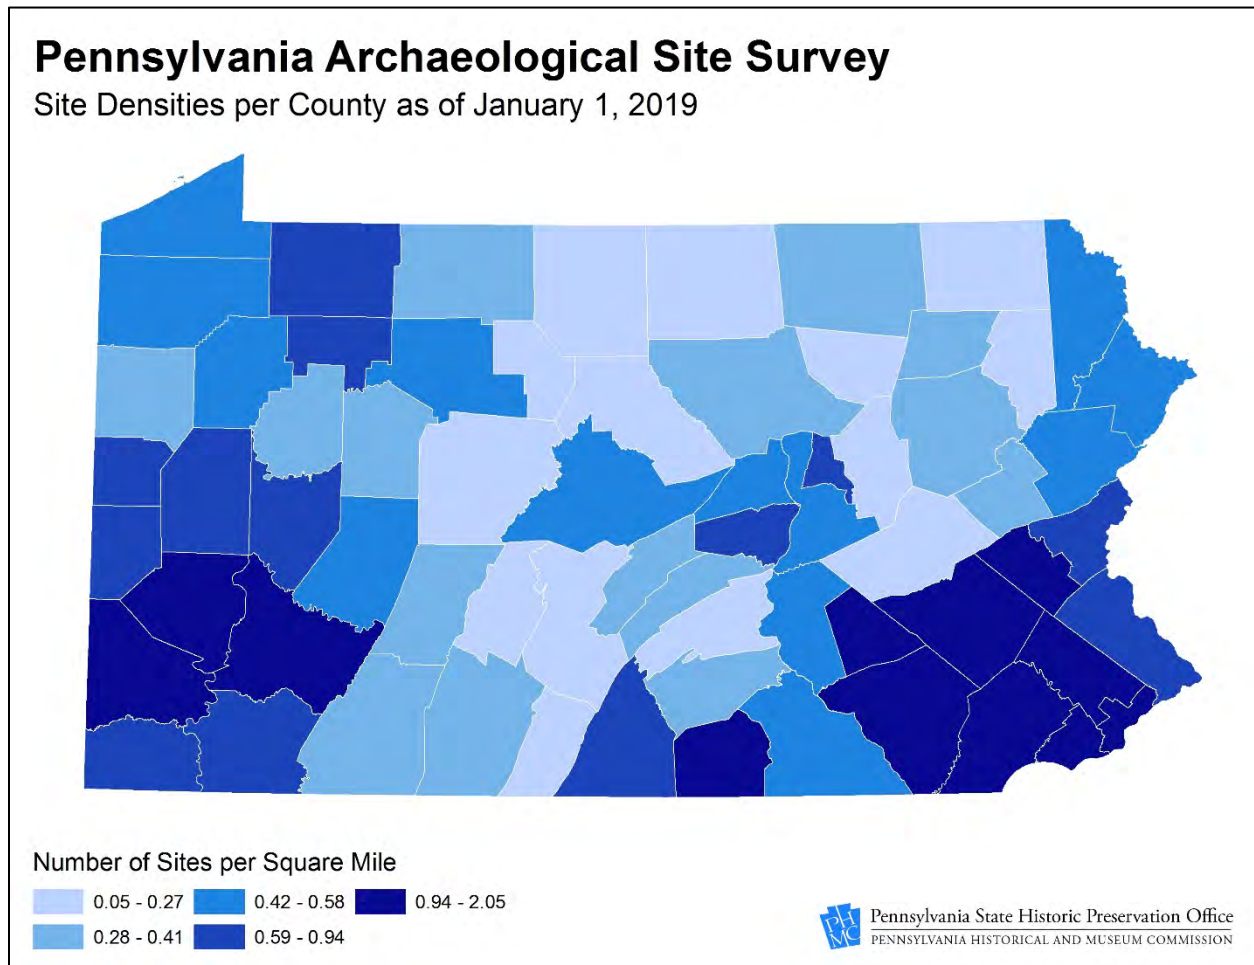 Pennsylvania Archaeological Site Survey
Site Densities per County as of January 1, 2019
Number of Sites per Square Mile
0.05 - 0.27
0.42 - 0.58
0.94 - 2.05
0.28 - 0.41
0.59 - 0.94
PH
MC
Pennsylvania State Historic Preservation Office
PENNSYLVANIA HISTORICAL AND MUSEUM COMMISSION